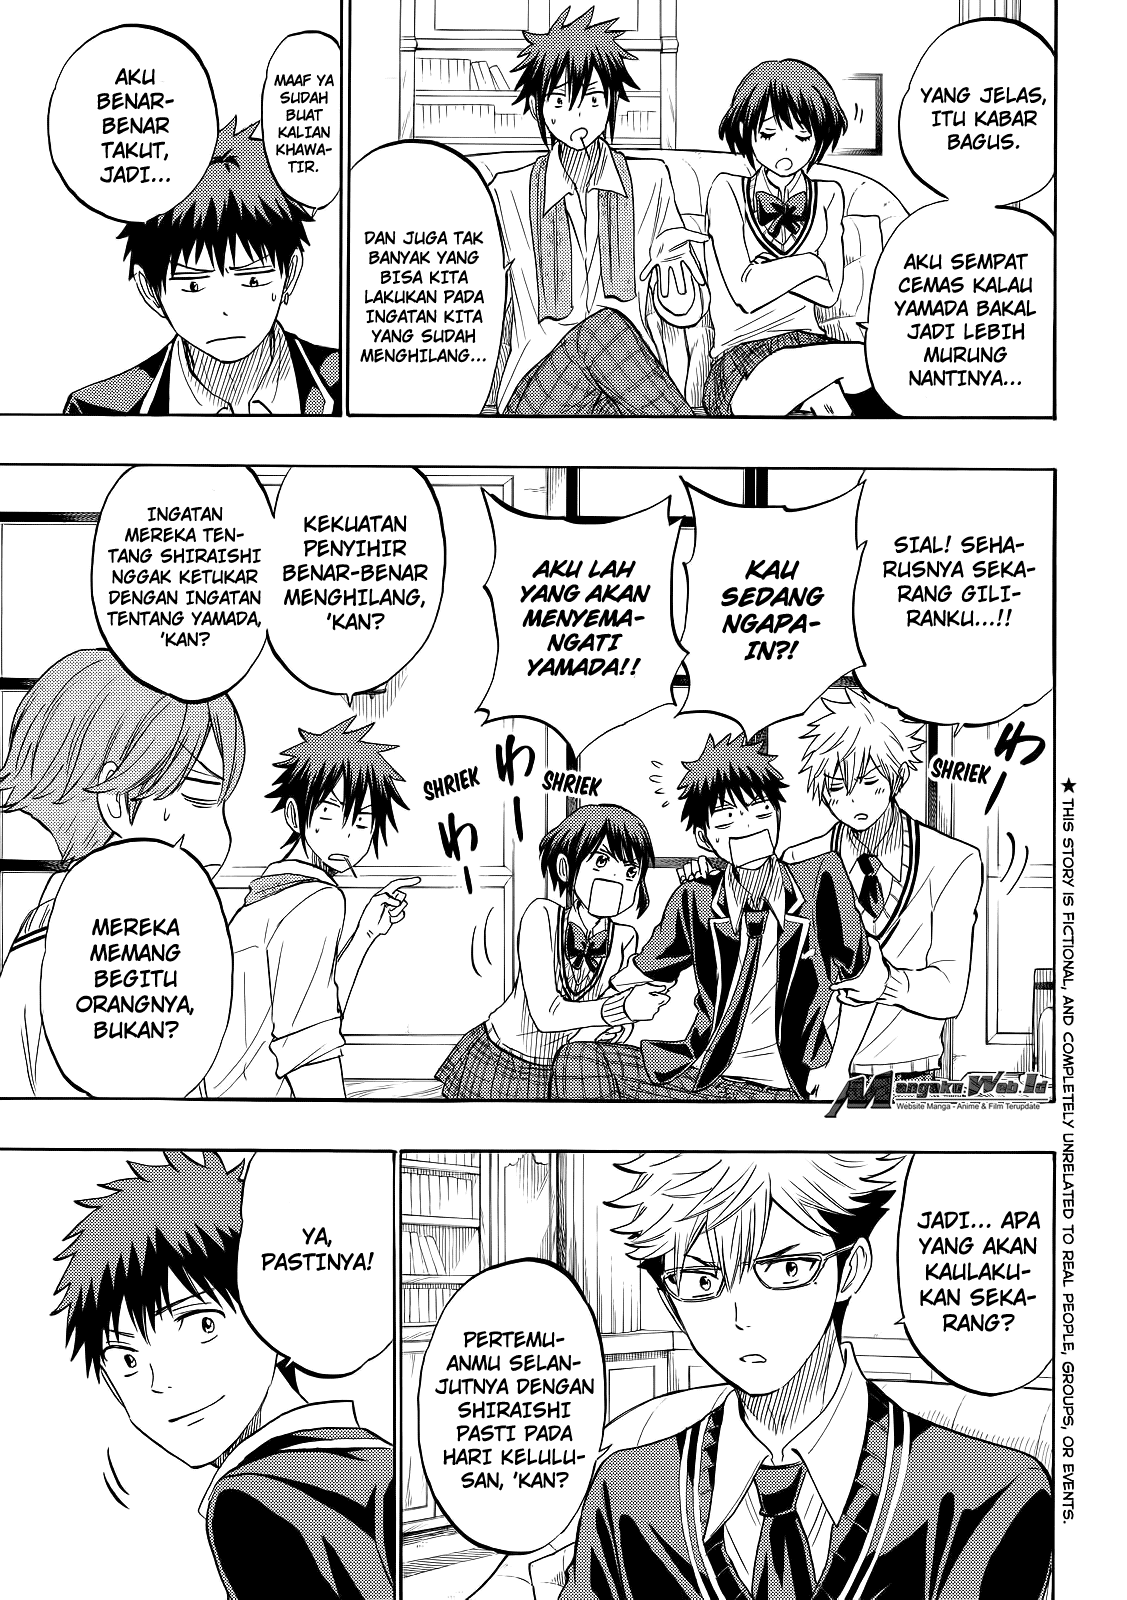 YANG JELAS,
ITU KABAR
BAGUS.
AKU SEMPAT
CEMAS KALAU
YAMADA BAKAL
JADI LEBIH
MURUNG
NANTINYA...
DAN JUGA TAK
BANYAK YANG
BISA KITA
LAKUKAN PADA
INGATAN KITA
YANG SUDAH
MENGHILANG...
MAAF YA
SUDAH
BUAT
KALIAN
KHAWA-
TIR.
AKU
BENAR-
BENAR
TAKUT,
JADI...
SIAL! SEHA-
RUSNYA SEKA-
RANG GILI-
RANKU...!!
KAU
SEDANG
NGAPA-
IN?!
AKU LAH
YANG AKAN
MENYEMA-
NGATI
YAMADA!!
KEKUATAN
PENYIHIR
BENAR-BENAR
MENGHILANG,
'KAN?
INGATAN
MEREKA TEN-
TANG SHIRAISHI
NGGAK KETUKAR
DENGAN INGATAN
TENTANG YAMADA,
'KAN?
わー
SHRIEK
わー
SHRIEK
わー
SHRIEK
MEREKA
MEMANG
BEGITU
ORANGNYA,
BUKAN?
Mangaku.Web.Id
Website Manga - Anime & Film Terupdate
JADI... APA
YANG AKAN
KAULAKU-
KAN SEKA-
RANG?
PERTEMU-
ANMU SELAN-
JUTNYA DENGAN
SHIRAISHI
PASTI PADA
HARI KELULU-
SAN, 'KAN?
YA,
PASTINYA!
★ THIS STORY IS FICTIONAL, AND COMPLETELY UNRELATED TO REAL PEOPLE, GROUPS, OR EVENTS.